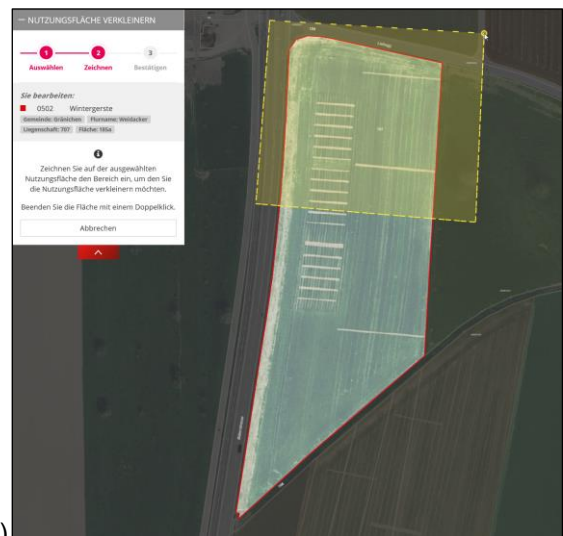 — NUTZUNGSFLÄCHE VERKLEINERN
1 2 3
Auswählen Zeichnen Bestätigen
Sie bearbeiten:
0502 Wintergerste
Gemeinde: Gränichen Flurname: Weidacker
Liegenschaft: 707 Fläche: 185a
Zeichnen Sie auf der ausgewählten
Nutzungsfläche den Bereich ein, um den Sie
die Nutzungsfläche verkleinern möchten.
Beenden Sie die Fläche mit einem Doppelklick.
Abbrechen
)